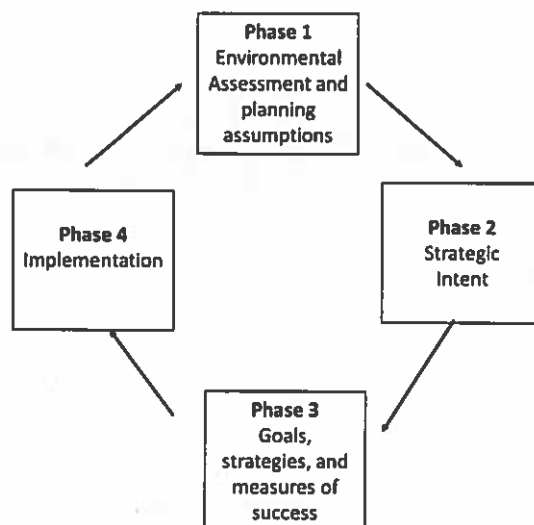 Phase 1
Environmental
Assessment and
planning
assumptions
Phase 2
Strategic
Intent
Phase 3
Goals,
strategies, and
measures of
success
Phase 4
Implementation